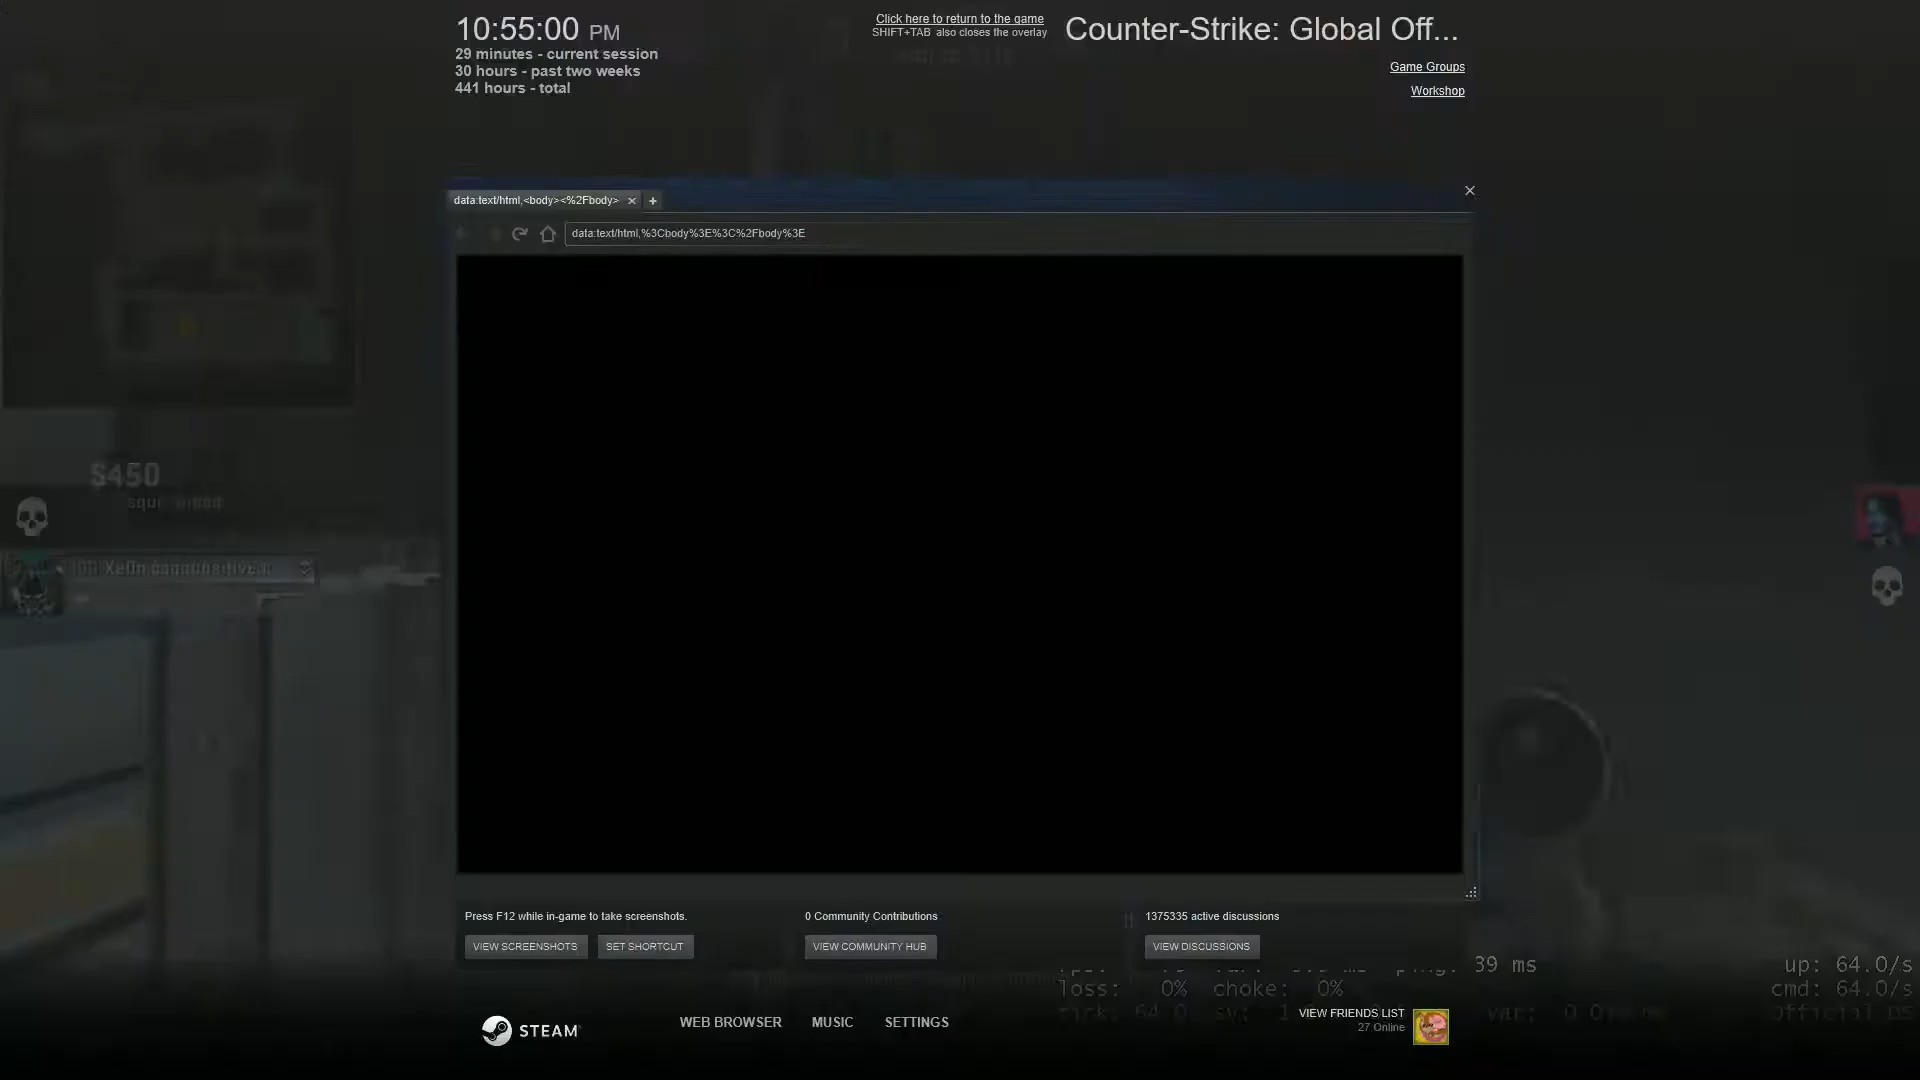 10:55:00 PM
29 minutes - current session
30 hours - past two weeks
441 hours - total
Click here to return to the game
SHIFT+TAB also closes the overlay
Counter-Strike: Global Off...
Game Groups
Workshop
data:text/html,<body><%2Fbody>
data:text/html,%3Cbody%3E%3C%2Fbody%3E
$450
Press F12 while in-game to take screenshots.
VIEW SCREENSHOTS
SET SHORTCUT
0 Community Contributions
VIEW COMMUNITY HUB
1375335 active discussions
VIEW DISCUSSIONS
39 ms
up: 64.0/s
loss: 0% choke: 0%
cmd: 64.0/s
STEAM
WEB BROWSER
MUSIC
SETTINGS
VIEW FRIENDS LIST
27 Online